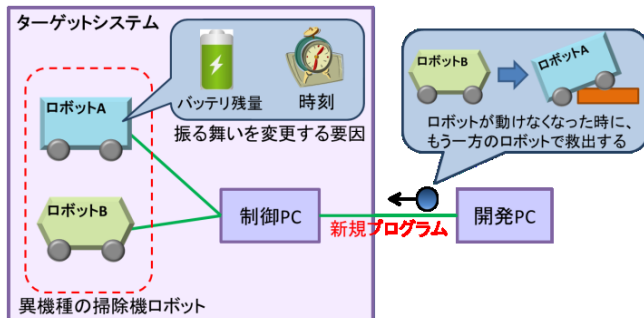 ターゲットシステム
ロボットA
バッテリ残量
時刻
振る舞いを変更する要因
ロボットB
制御PC
異機種の掃除機ロボット
ロボットB
ロボットA
ロボットが動けなくなった時に、
もう一方のロボットで救出する
新規プログラム
開発PC